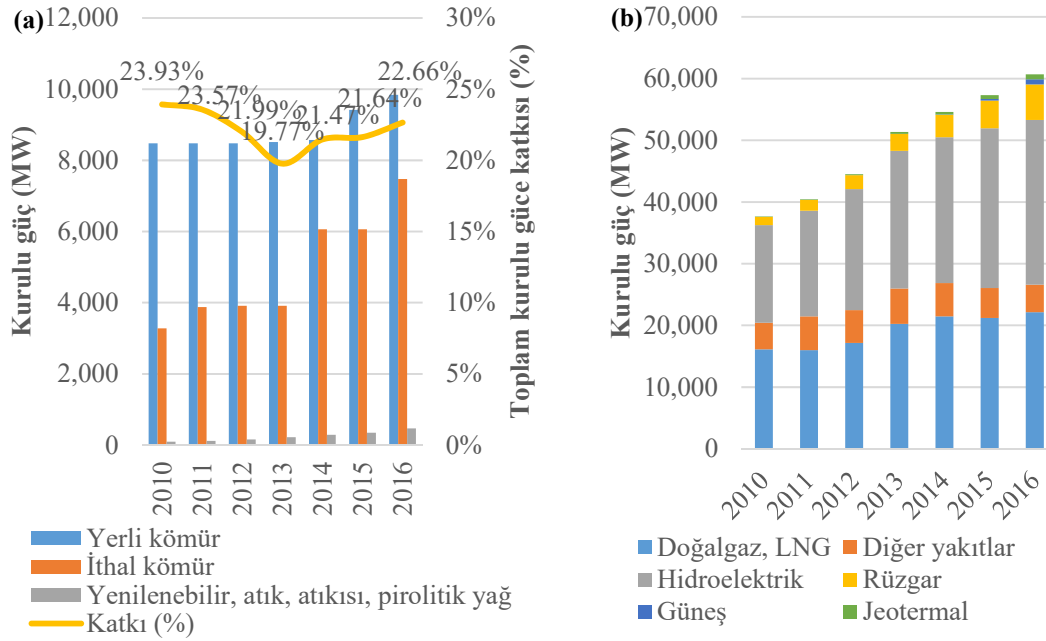 (a)
12,000
10,000
8,000
6,000
4,000
2,000
0
Kurulu güç (MW)
30%
25%
20%
15%
10%
5%
0%
Toplam kurulu güce katkısı (%)
23.93%
23.57%
21.99%
19.77%
21.47%
21.64%
22.66%
2010
2011
2012
2013
2014
2015
2016
Yerli kömür
İthal kömür
Yenilenebilir, atık, atıkısı, pirolitik yağ
Katkı (%)
(b)
70,000
60,000
50,000
40,000
30,000
20,000
10,000
0
Kurulu güç (MW)
2010
2011
2012
2013
2014
2015
2016
Doğalgaz, LNG
Diğer yakıtlar
Hidroelektrik
Rüzgar
Güneş
Jeotermal